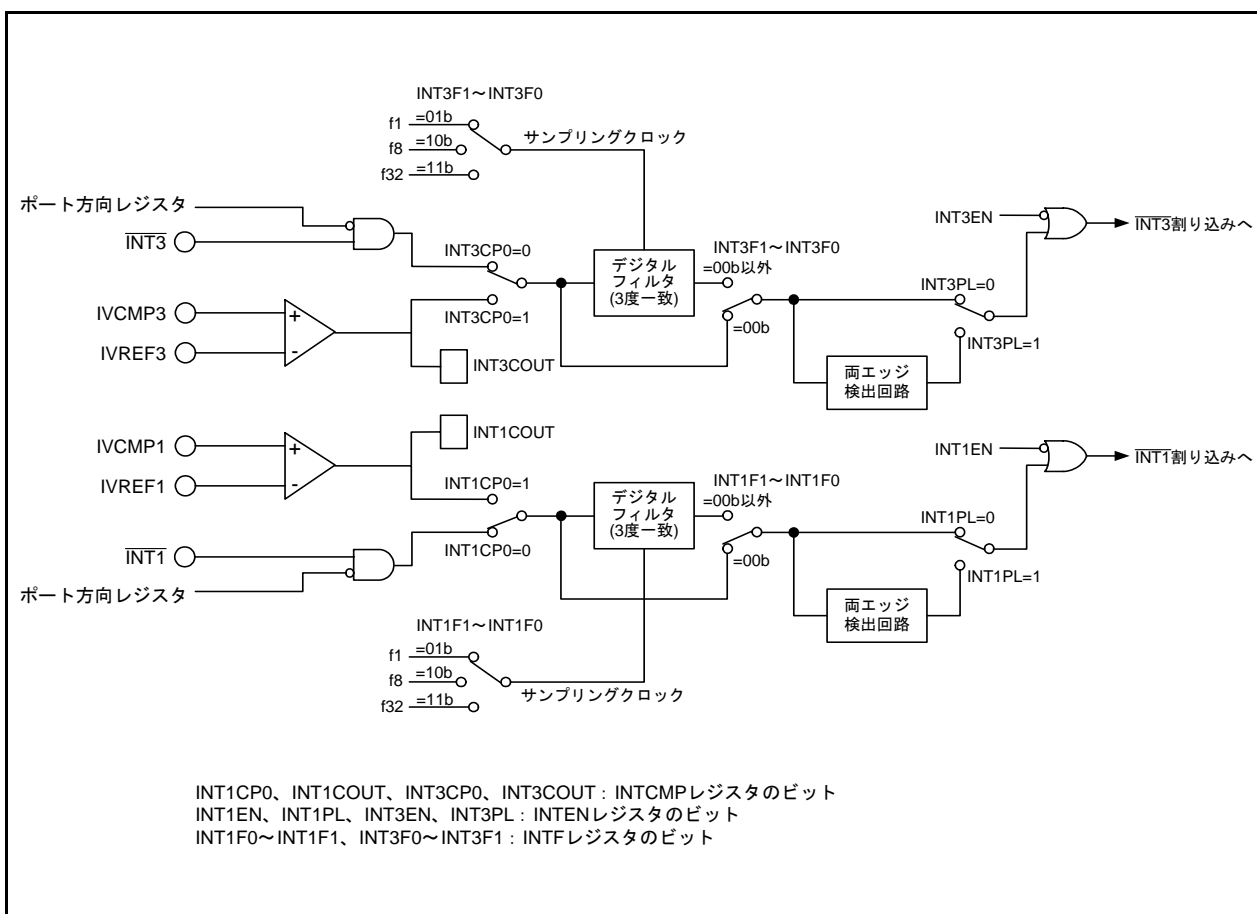 INT3F1～INT3F0
f1
=01b
f8
=10b
f32
=11b
サンプリングクロック
ポート方向レジスタ
INT3
INT3CP0=0
デジタル
フィルタ
(3度一致)
INT3F1～INT3F0
=00b以外
=00b
INT3EN
INT3割り込みへ
INT3PL=0
INT3PL=1
両エッジ
検出回路
IVCMP3
IVREF3
+
-
INT3CP0=1
INT3COUT
IVCMP1
IVREF1
+
-
INT1COUT
INT1CP0=1
INT1CP0=0
INT1
ポート方向レジスタ
デジタル
フィルタ
(3度一致)
INT1F1～INT1F0
=00b以外
=00b
INT1EN
INT1割り込みへ
INT1PL=0
INT1PL=1
両エッジ
検出回路
INT1F1～INT1F0
f1
=01b
f8
=10b
f32
=11b
サンプリングクロック
INT1CP0、INT1COUT、INT3CP0、INT3COUT：INTCMPレジスタのビット
INT1EN、INT1PL、INT3EN、INT3PL：INTENレジスタのビット
INT1F0～INT1F1、INT3F0～INT3F1：INTFレジスタのビット